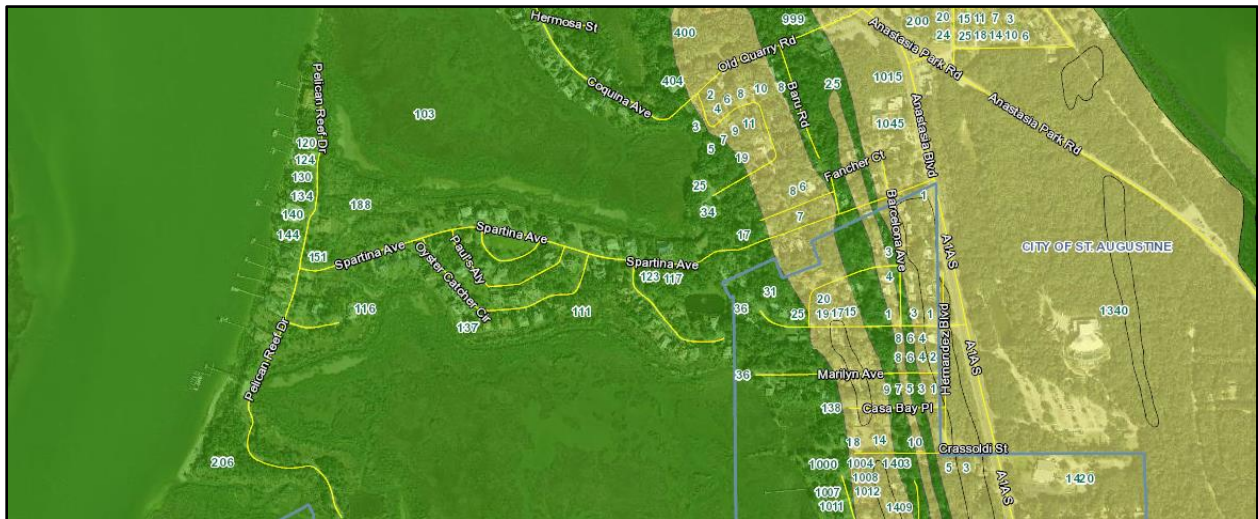 Hermosa St
Coquina Ave
400
404
999
Old Quarry Rd
200
20 15 11 7 3
24 25 18 14 10 6
Anastasia Park Rd
Anastasia Park Rd
Pelican Reef Dr
103
2 6 8 10 8
4
3 7 9 11
5
19
25
34
Baru Rd
25
1015
1045
Anastasia Blvd
Fancher Ct
8 6
7
17
120
124
130
134
140
144
188
151
Spartina Ave
Spartina Ave
Spartina Ave
Paul's Aly
Oyster Catcher Cir
123 117
116
137
111
Pelican Reef Dr
206
1
Barcelona Ave
3
4
A1A S
CITY OF ST. AUGUSTINE
1340
31
36
20
25 19 17 15
1 3 1
Hernandez Blvd
8 6 4
8 6 4 2
A1A S
36
Marilyn Ave
9 7 5 3 1
138
Casa Bay Pl
18 14 10
Crassoldi St
1000 1004 1403
1008
1007 1012
1011
1409
5 3
A1A S
1420